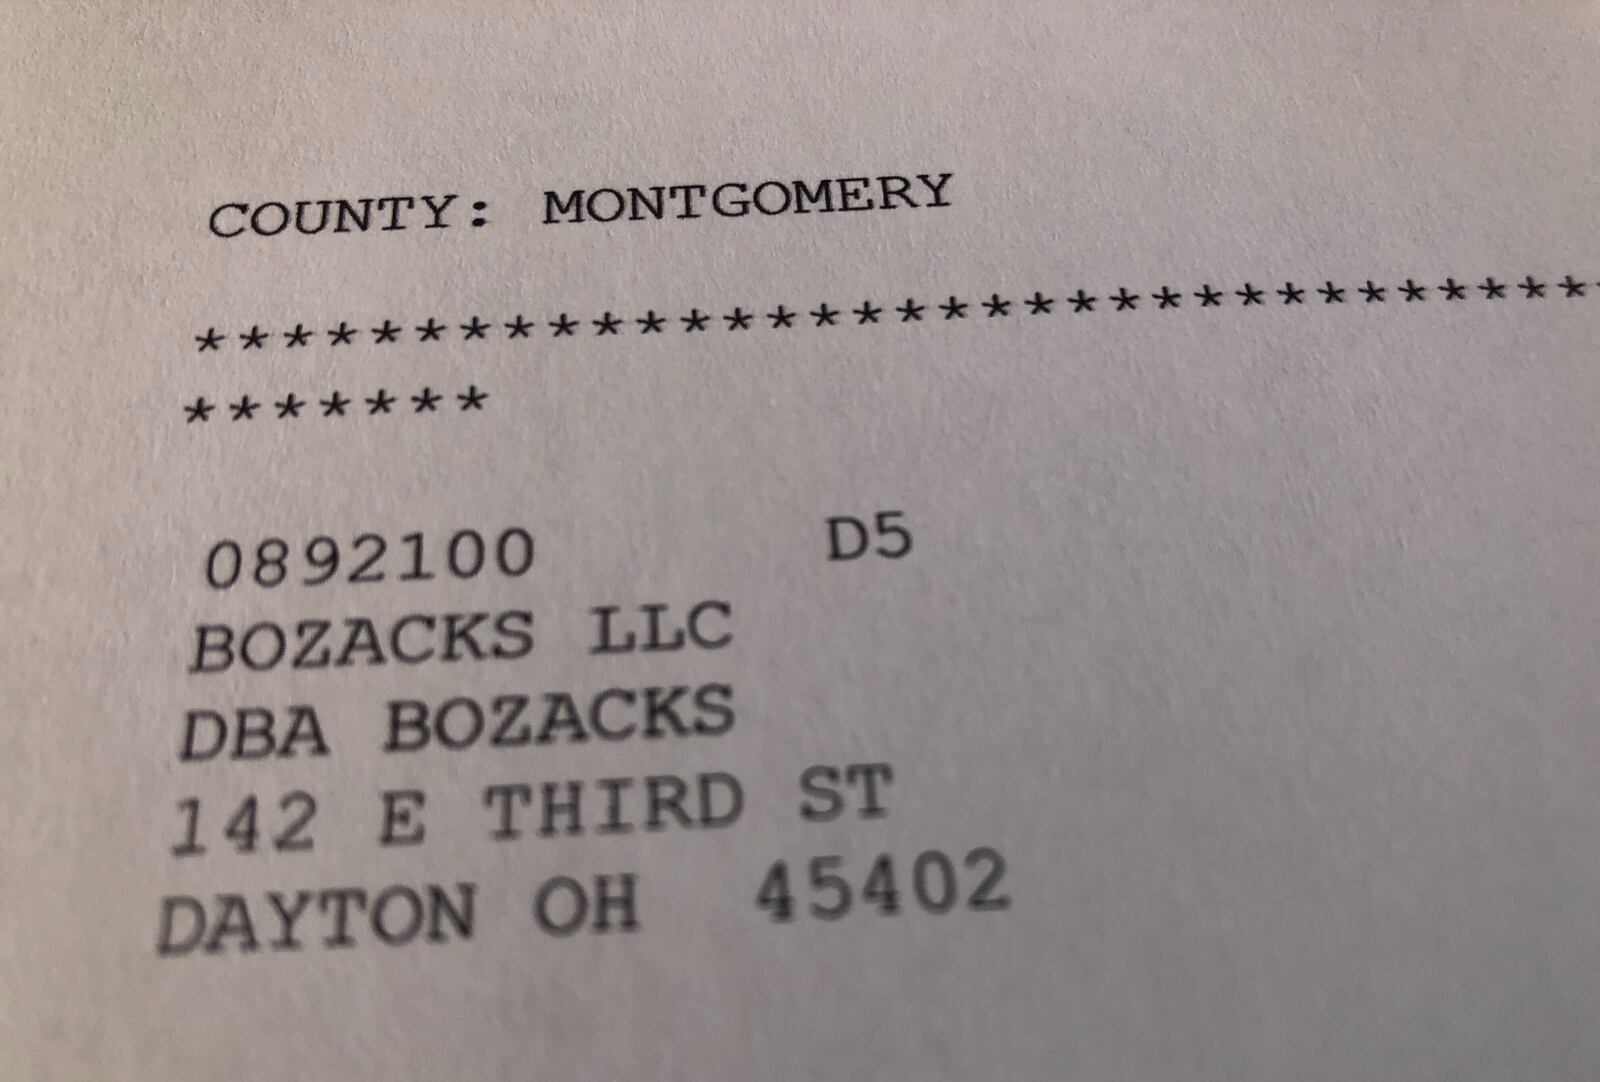 COUNTY: MONTGOMERY
************************************
*******
0892100 D5
BOZACKS LLC
DBA BOZACKS
142 E THIRD ST
DAYTON OH 45402